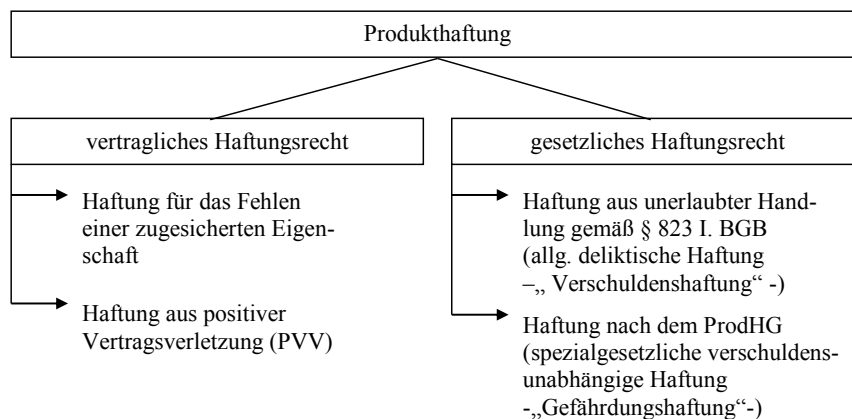 Produkthaftung
vertragliches Haftungsrecht
Haftung für das Fehlen
einer zugesicherten Eigen-
schaft
Haftung aus positiver
Vertragsverletzung (PVV)
gesetzliches Haftungsrecht
Haftung aus unerlaubter Hand-
lung gemäß § 823 I. BGB
(allg. deliktische Haftung
–„ Verschuldenshaftung“ -)
Haftung nach dem ProdHG
(spezialgesetzliche verschuldens-
unabhängige Haftung
-„Gefährdungshaftung“-)